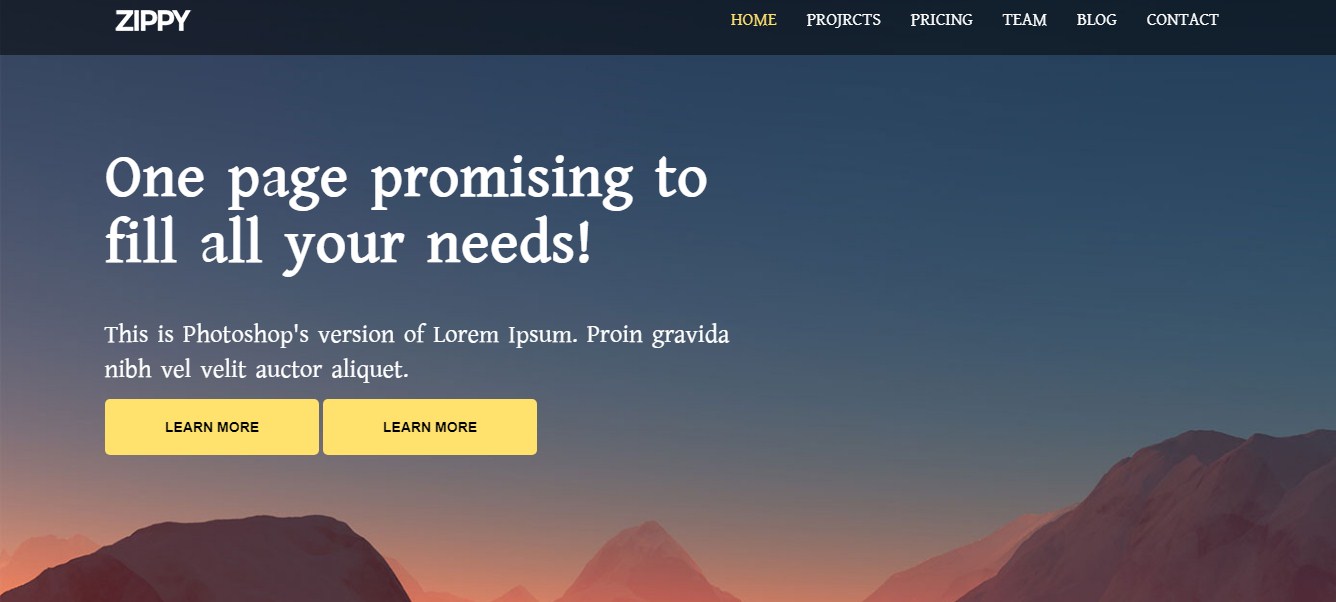 ZIPPY
HOME PROJRCTS PRICING TEAM BLOG CONTACT
One page promising to
fill all your needs!
This is Photoshop's version of Lorem Ipsum. Proin gravida
nibh vel velit auctor aliquet.
LEARN MORE LEARN MORE